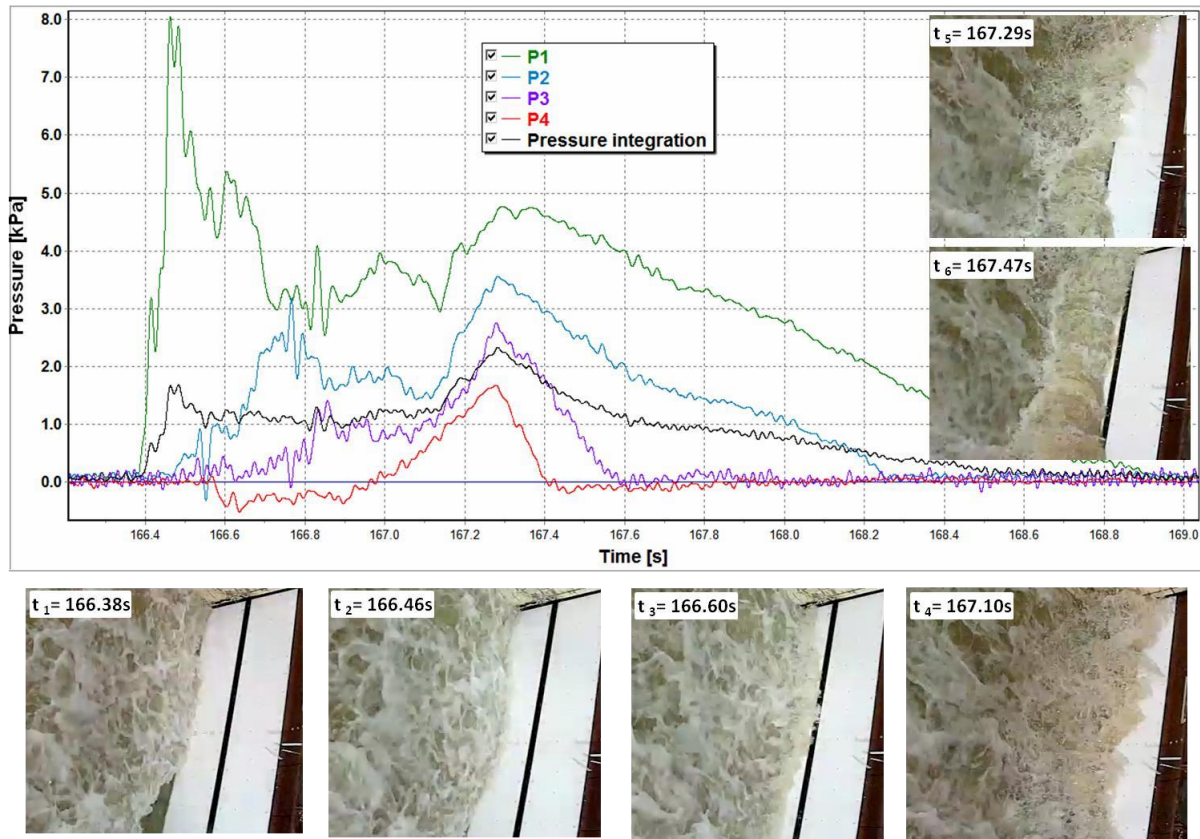 8.0
7.0
6.0
5.0
4.0
3.0
2.0
1.0
0.0
Pressure [kPa]
P1
P2
P3
P4
Pressure integration
t 5= 167.29s
t 6= 167.47s
166.4 166.6 166.8 167.0 167.2 167.4 167.6 167.8 168.0 168.2 168.4 168.6 168.8 169.0
Time [s]
t 1= 166.38s
t 2= 166.46s
t 3= 166.60s
t 4= 167.10s